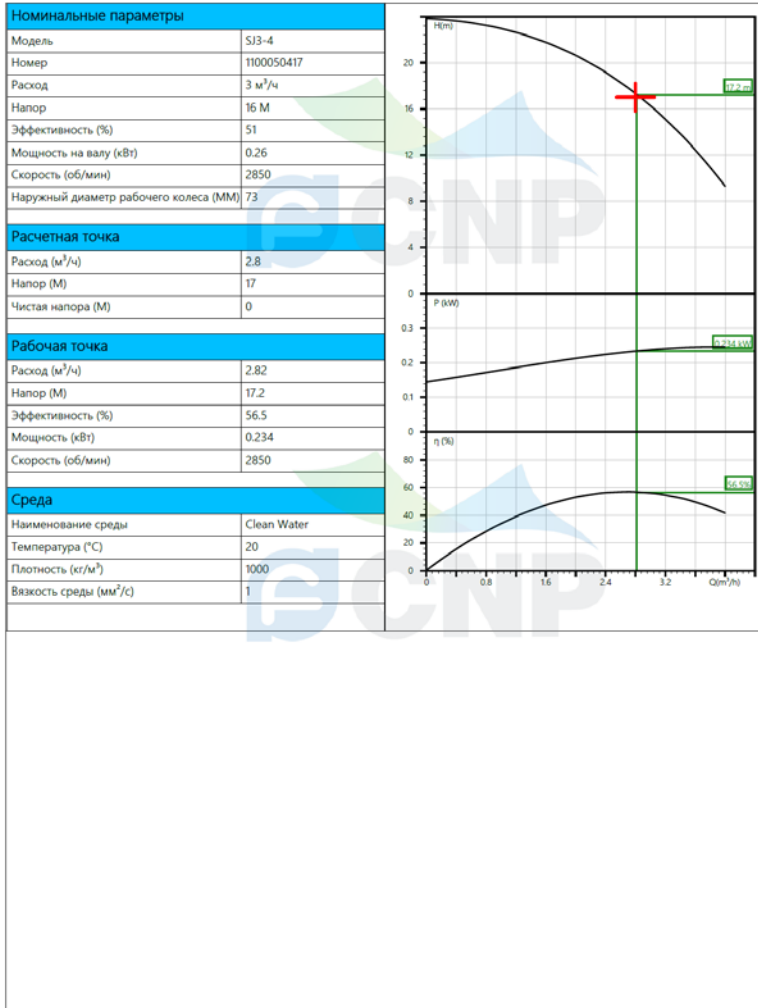 Номинальные параметры
Модель SJ3-4
Номер 1100050417
Расход 3 м³/ч
Напор 16 М
Эффективность (%) 51
Мощность на валу (кВт) 0.26
Скорость (об/мин) 2850
Наружный диаметр рабочего колеса (ММ) 73
Расчетная точка
Расход (м³/ч) 2.8
Напор (М) 17
Чистая напора (М) 0
Рабочая точка
Расход (м³/ч) 2.82
Напор (М) 17.2
Эффективность (%) 56.5
Мощность (кВт) 0.234
Скорость (об/мин) 2850
Среда
Наименование среды Clean Water
Температура (°C) 20
Плотность (кг/м³) 1000
Вязкость среды (мм²/с) 1
H(m)
20
17.2 m
16
12
8
4
0
P (kW)
0.3
0.234 kW
0.2
0.1
0
η (%)
80
60
56.5%
40
20
0
0 0.8 1.6 2.4 3.2 Q(m³/h)
CNP
CNP